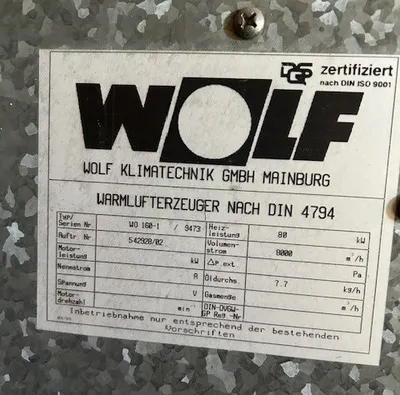 DQS zertifiziert
nach DIN ISO 9001
WOLF
WOLF KLIMATECHNIK GMBH MAINBURG
WARMLUFTERZEUGER NACH DIN 4794
Typ/ Serien Nr WO 160-1 / 9473 Heiz- leistung 80 kW
Auftr Nr 542928/02 Volumen- strom 8000 m³/h
Motor- leistung kW △p.ext Pa
Nennstrom A Öldurchs. 7.7 kg/h
Spannung V Gasmenge m³/h
Motor- drehzahl min⁻¹ DIN-DVGW- GP Reg.-Nr
Inbetriebnahme nur entsprechend der bestehenden
Vorschriften